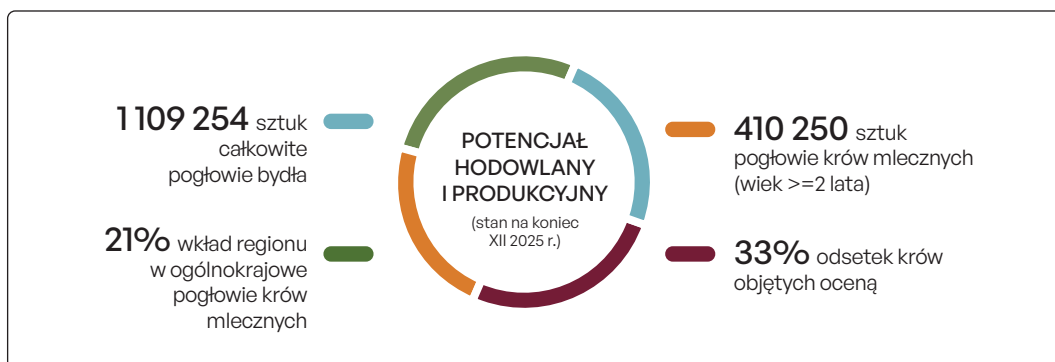 1 109 254 sztuk
całkowite
pogłowie bydła
21% wkład regionu
w ogólnokrajowe
pogłowie krów
mlecznych
POTENCJAŁ
HODOWLANY
I PRODUKCYJNY
(stan na koniec
XII 2025 r.)
410 250 sztuk
pogłowie krów mlecznych
(wiek >=2 lata)
33% odsetek krów
objętych oceną